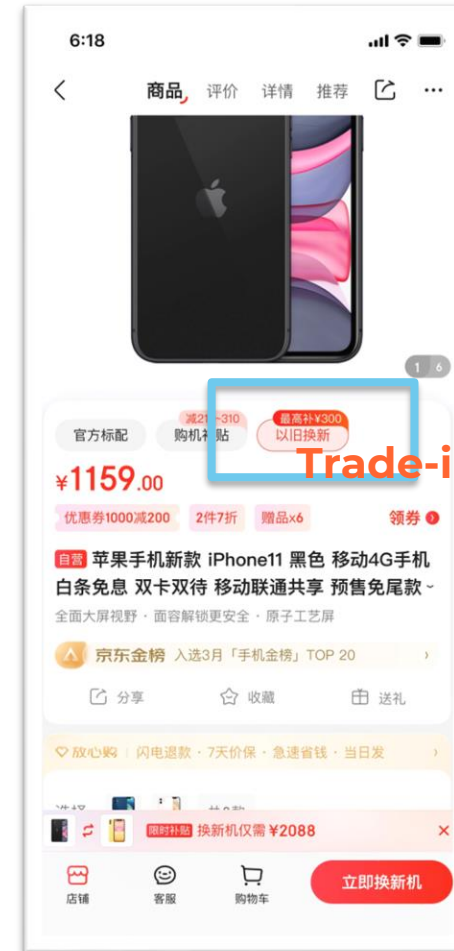 6:18
商品 评价 详情 推荐
1 6
减21 -310 最高补¥300
官方标配 购机补贴 以旧换新
Trade-i
¥1159.00
优惠券1000减200 2件7折 赠品x6 领券
自营 苹果手机新款 iPhone11 黑色 移动4G手机
白条免息 双卡双待 移动联通共享 预售免尾款
全面大屏视野 · 面容解锁更安全 · 原子工艺屏
京东金榜 入选3月「手机金榜」TOP 20
分享 收藏 送礼
放心购 闪电退款 · 7天价保 · 急速省钱 · 当日发
限时补贴 换新机仅需 ¥2088
店铺 客服 购物车 立即换新机